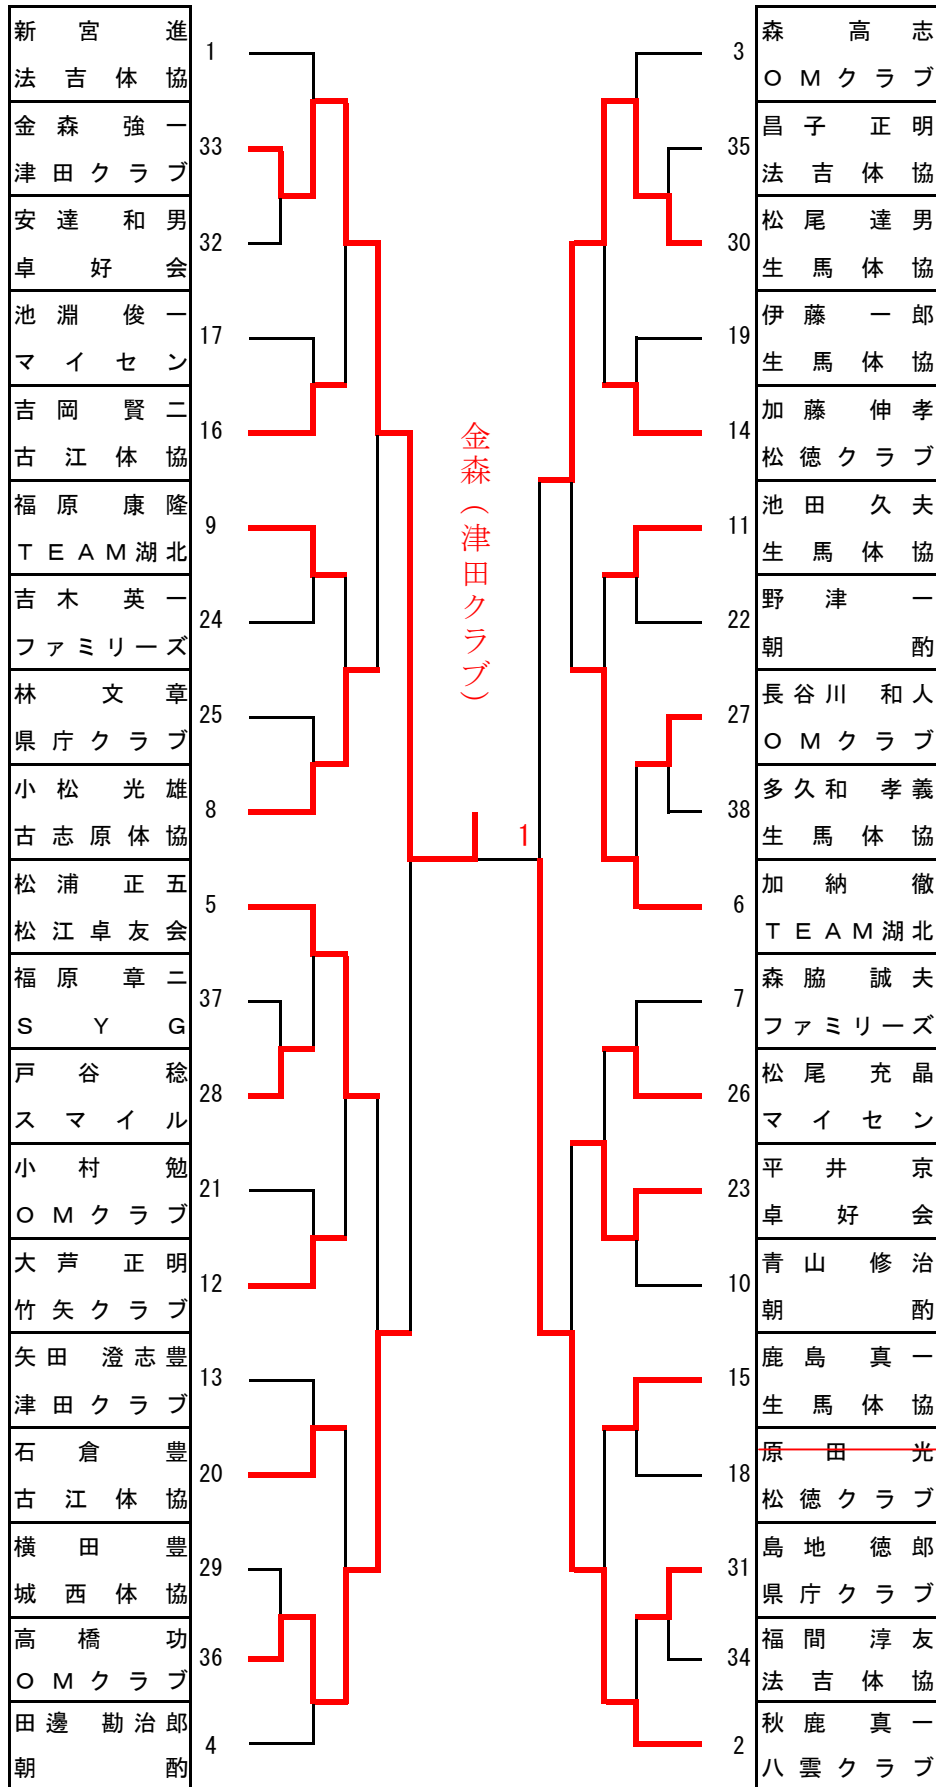 新宮 進
法吉体協
1
金森 強一
津田クラブ
33
安達 和男
卓好会
32
池淵 俊一
マイセン
17
吉岡 賢二
古江体協
16
福原 康隆
TEAM湖北
9
吉木 英一
ファミリーズ
24
林 文章
県庁クラブ
25
小松 光雄
古志原体協
8
松浦 正五
松江卓友会
5
福原 章二
SYG
37
戸谷 稔
スマイル
28
小村 勉
OMクラブ
21
大芦 正明
竹矢クラブ
12
矢田 澄志豊
津田クラブ
13
石倉 豊
古江体協
20
横田 豊
城西体協
29
高橋 功
OMクラブ
36
田邊 勘治郎
朝酌
4
金森（津田クラブ）
1
3
森 高志
OMクラブ
35
昌子 正明
法吉体協
30
松尾 達男
生馬体協
19
伊藤 一郎
生馬体協
14
加藤 伸孝
松徳クラブ
11
池田 久夫
生馬体協
22
野津 一
朝酌
27
長谷川 和人
OMクラブ
38
多久和 孝義
生馬体協
6
加納 徹
TEAM湖北
7
森脇 誠夫
ファミリーズ
26
松尾 充晶
マイセン
23
平井 京
卓好会
10
青山 修治
朝酌
15
鹿島 真一
生馬体協
18
原田 光
松徳クラブ
31
島地 徳郎
県庁クラブ
34
福間 淳友
法吉体協
2
秋鹿 真一
八雲クラブ